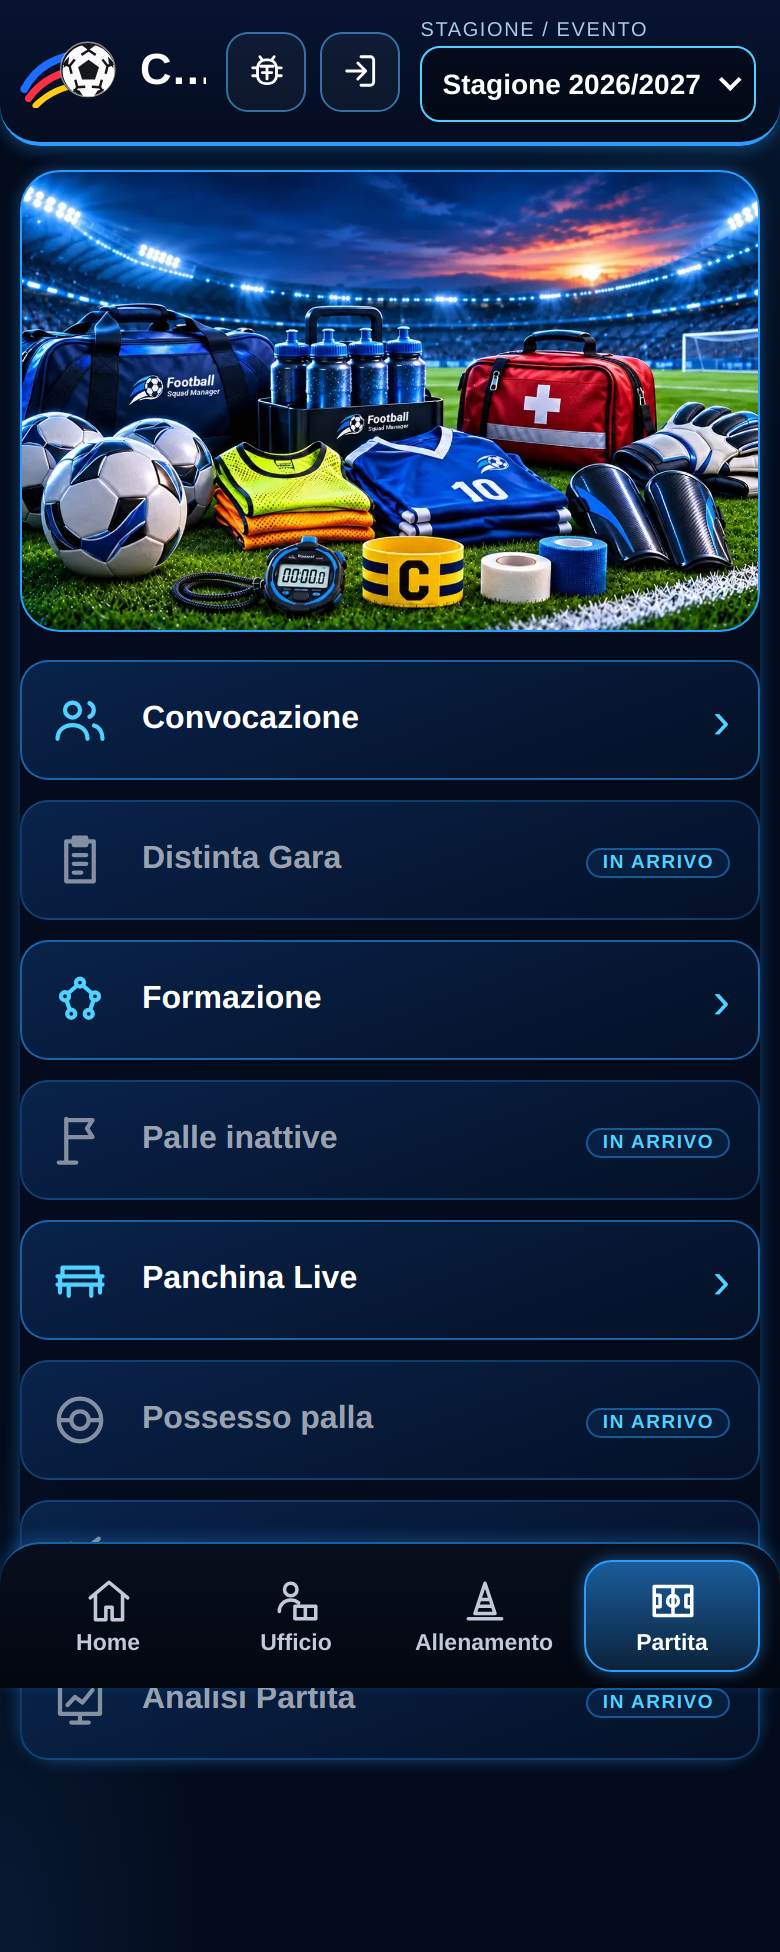 C...
STAGIONE / EVENTO
Stagione 2026/2027
Football
Squad Manager
Football
Squad Manager
10
00:00.0
C
Convocazione
Distinta Gara
IN ARRIVO
Formazione
Palle inattive
IN ARRIVO
Panchina Live
Possesso palla
IN ARRIVO
Home
Ufficio
Allenamento
Partita
Analisi Partita
IN ARRIVO